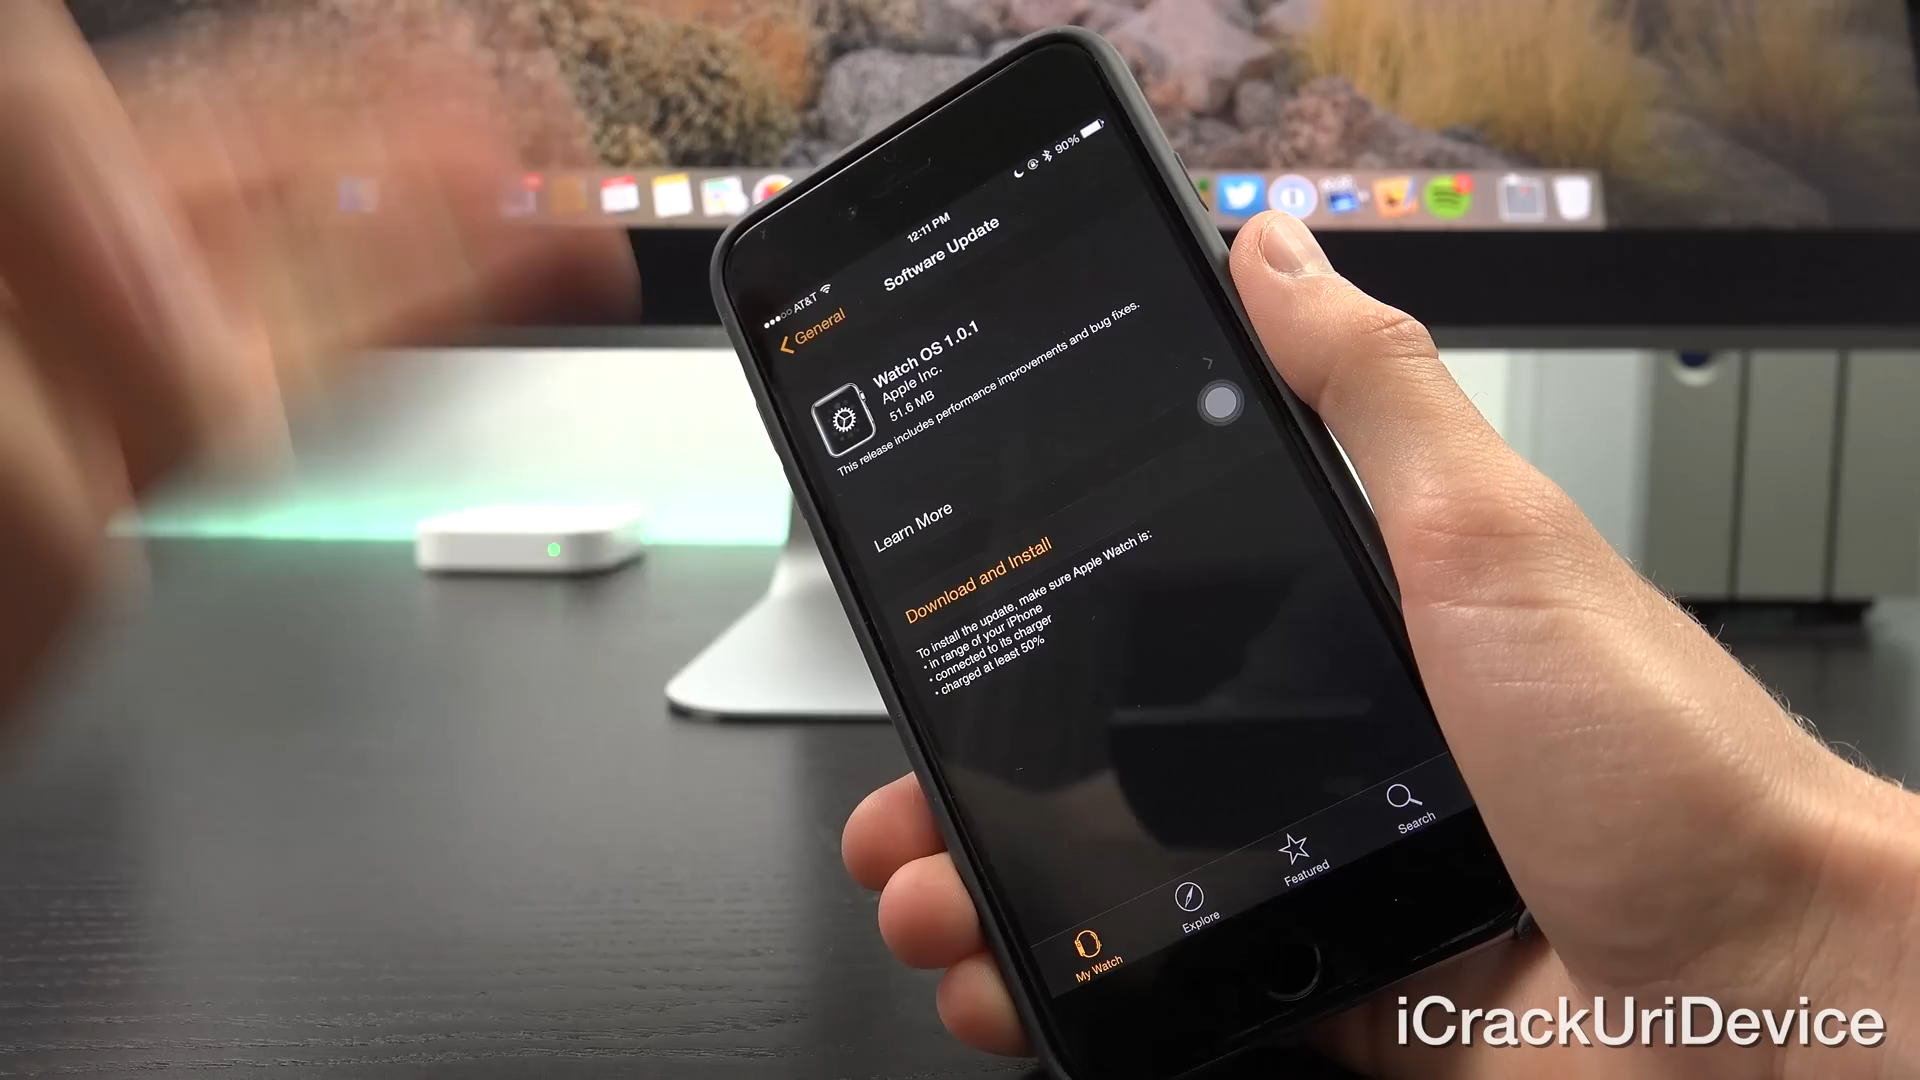 ●●●○○ AT&T
12:11 PM
90%
General
Software Update
Watch OS 1.0.1
Apple Inc.
51.6 MB
This release includes performance improvements and bug fixes.
Learn More
Download and Install
To install the update, make sure Apple Watch is:
• in range of your iPhone
• connected to its charger
• charged at least 50%
My Watch
Explore
Featured
Search
iCrackUriDevice